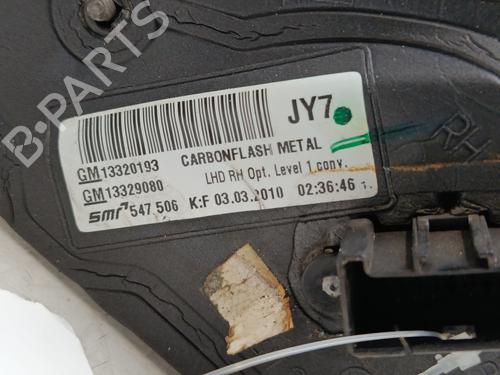 B-PARTS
JY7.
CARBONFLASH METAL
GM13320193
LHD RH Opt. Level 1 conv.
GM13329080
smr 547 506 K:F 03.03.2010 02:36:46
RH